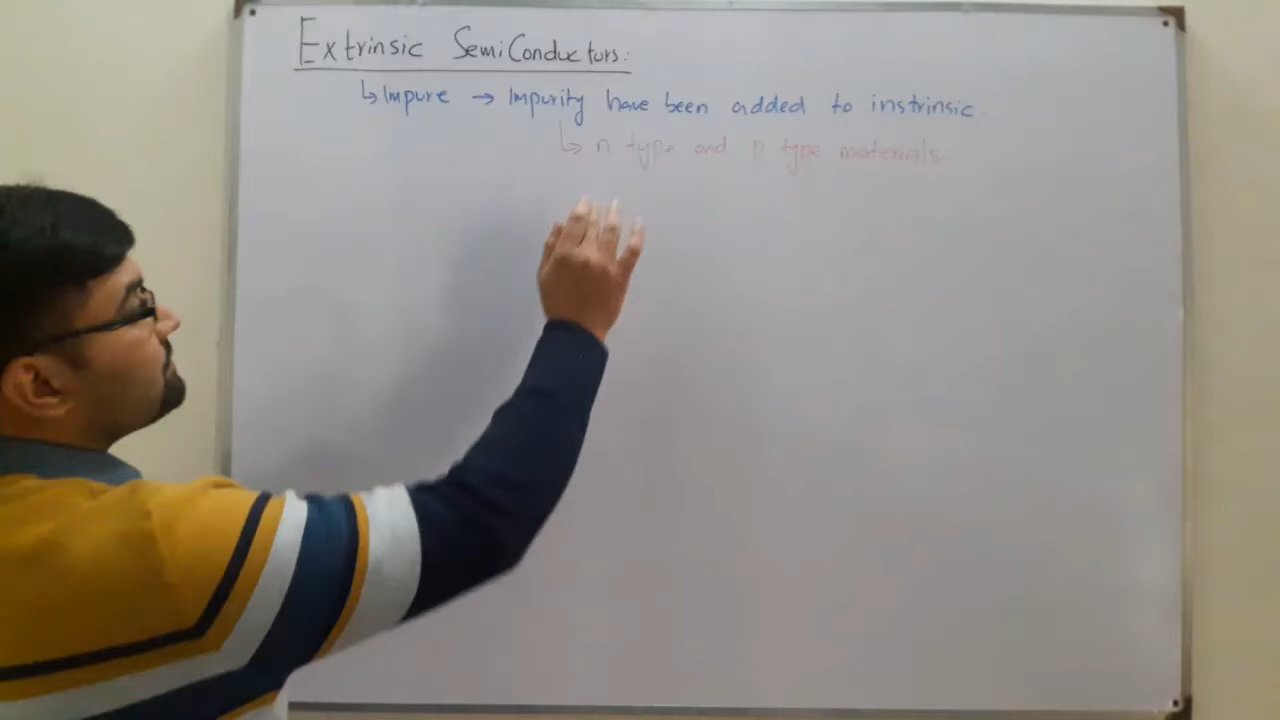 Extrinsic SemiConductors:
↳ Impure → Impurity have been added to instrinsic
↳ n type and p type materials